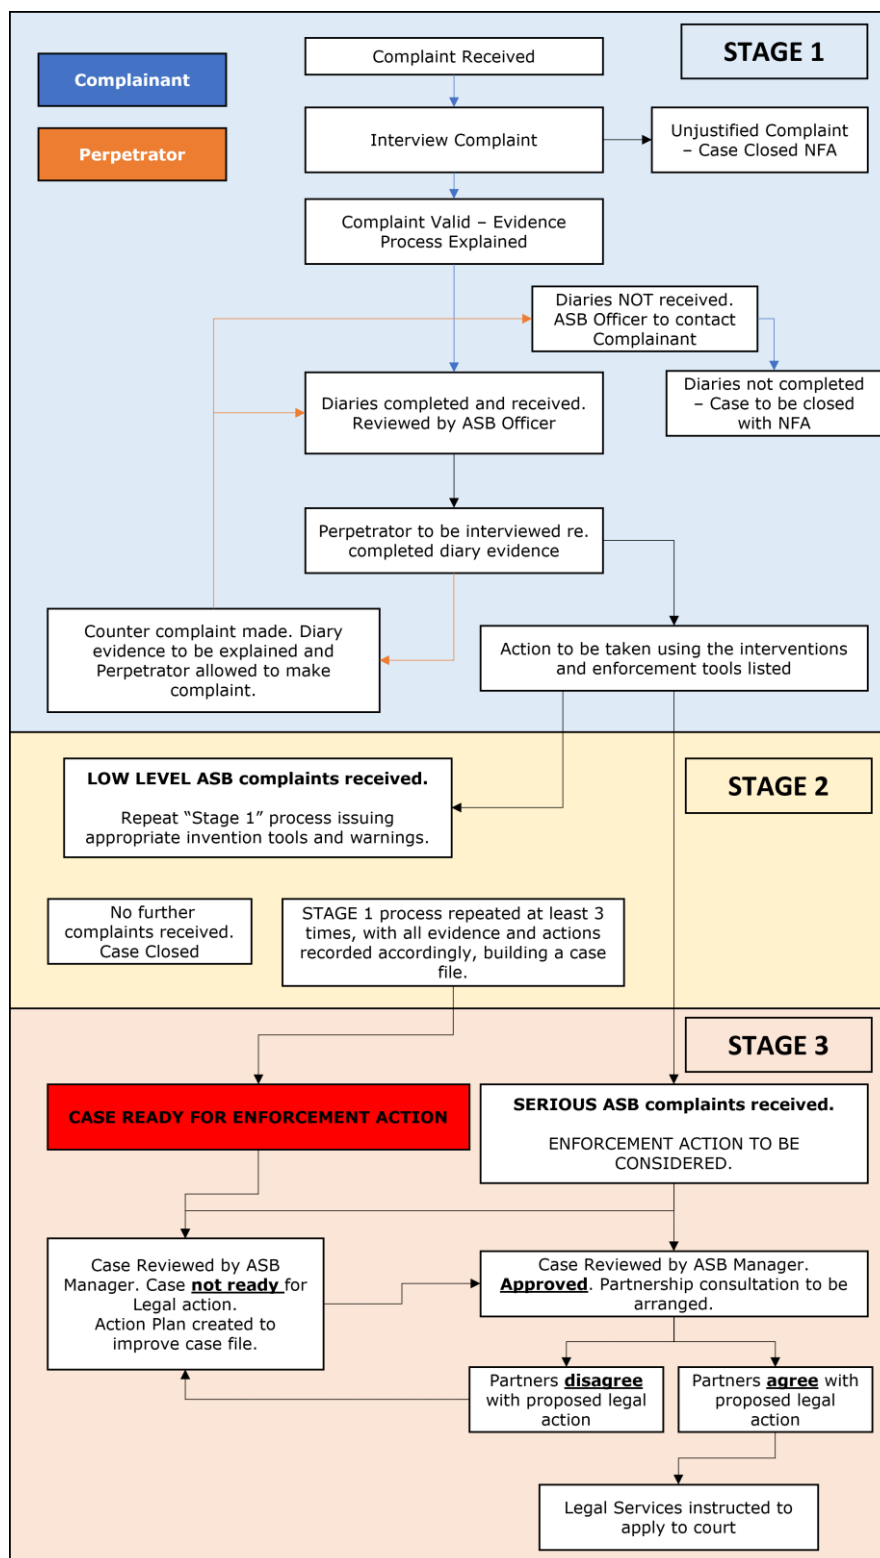 STAGE 1
Complainant
Perpetrator
Complaint Received
Interview Complaint
Unjustified Complaint
– Case Closed NFA
Complaint Valid – Evidence
Process Explained
Diaries NOT received.
ASB Officer to contact
Complainant
Diaries not completed
– Case to be closed
with NFA
Diaries completed and received.
Reviewed by ASB Officer
Perpetrator to be interviewed re.
completed diary evidence
Counter complaint made. Diary
evidence to be explained and
Perpetrator allowed to make
complaint.
Action to be taken using the interventions
and enforcement tools listed
STAGE 2
LOW LEVEL ASB complaints received.
Repeat “Stage 1” process issuing
appropriate invention tools and warnings.
No further
complaints received.
Case Closed
STAGE 1 process repeated at least 3
times, with all evidence and actions
recorded accordingly, building a case
file.
STAGE 3
CASE READY FOR ENFORCEMENT ACTION
SERIOUS ASB complaints received.
ENFORCEMENT ACTION TO BE
CONSIDERED.
Case Reviewed by ASB
Manager. Case not ready for
Legal action.
Action Plan created to
improve case file.
Case Reviewed by ASB Manager.
Approved. Partnership consultation to be
arranged.
Partners disagree
with proposed legal
action
Partners agree with
proposed legal
action
Legal Services instructed to
apply to court